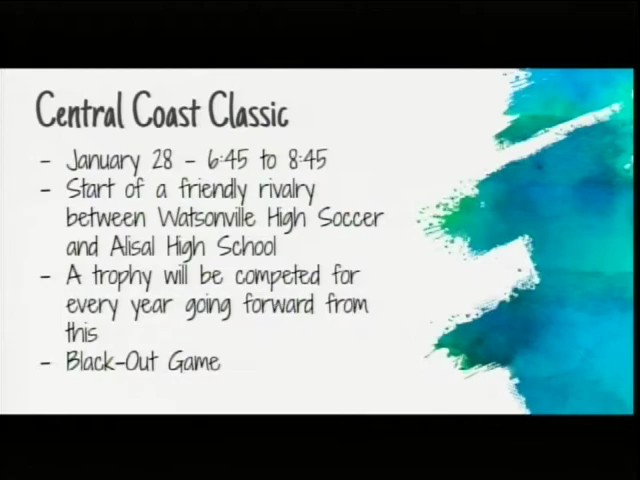 Central Coast Classic
- January 28 - 6:45 to 8:45
- Start of a friendly rivalry
between Watsonville High Soccer
and Alisal High School
- A trophy will be competed for
every year going forward from
this
- Black-Out Game